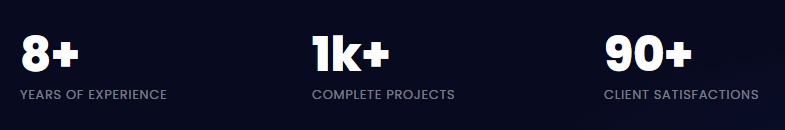 8+ 1k+ 90+
YEARS OF EXPERIENCE COMPLETE PROJECTS CLIENT SATISFACTIONS